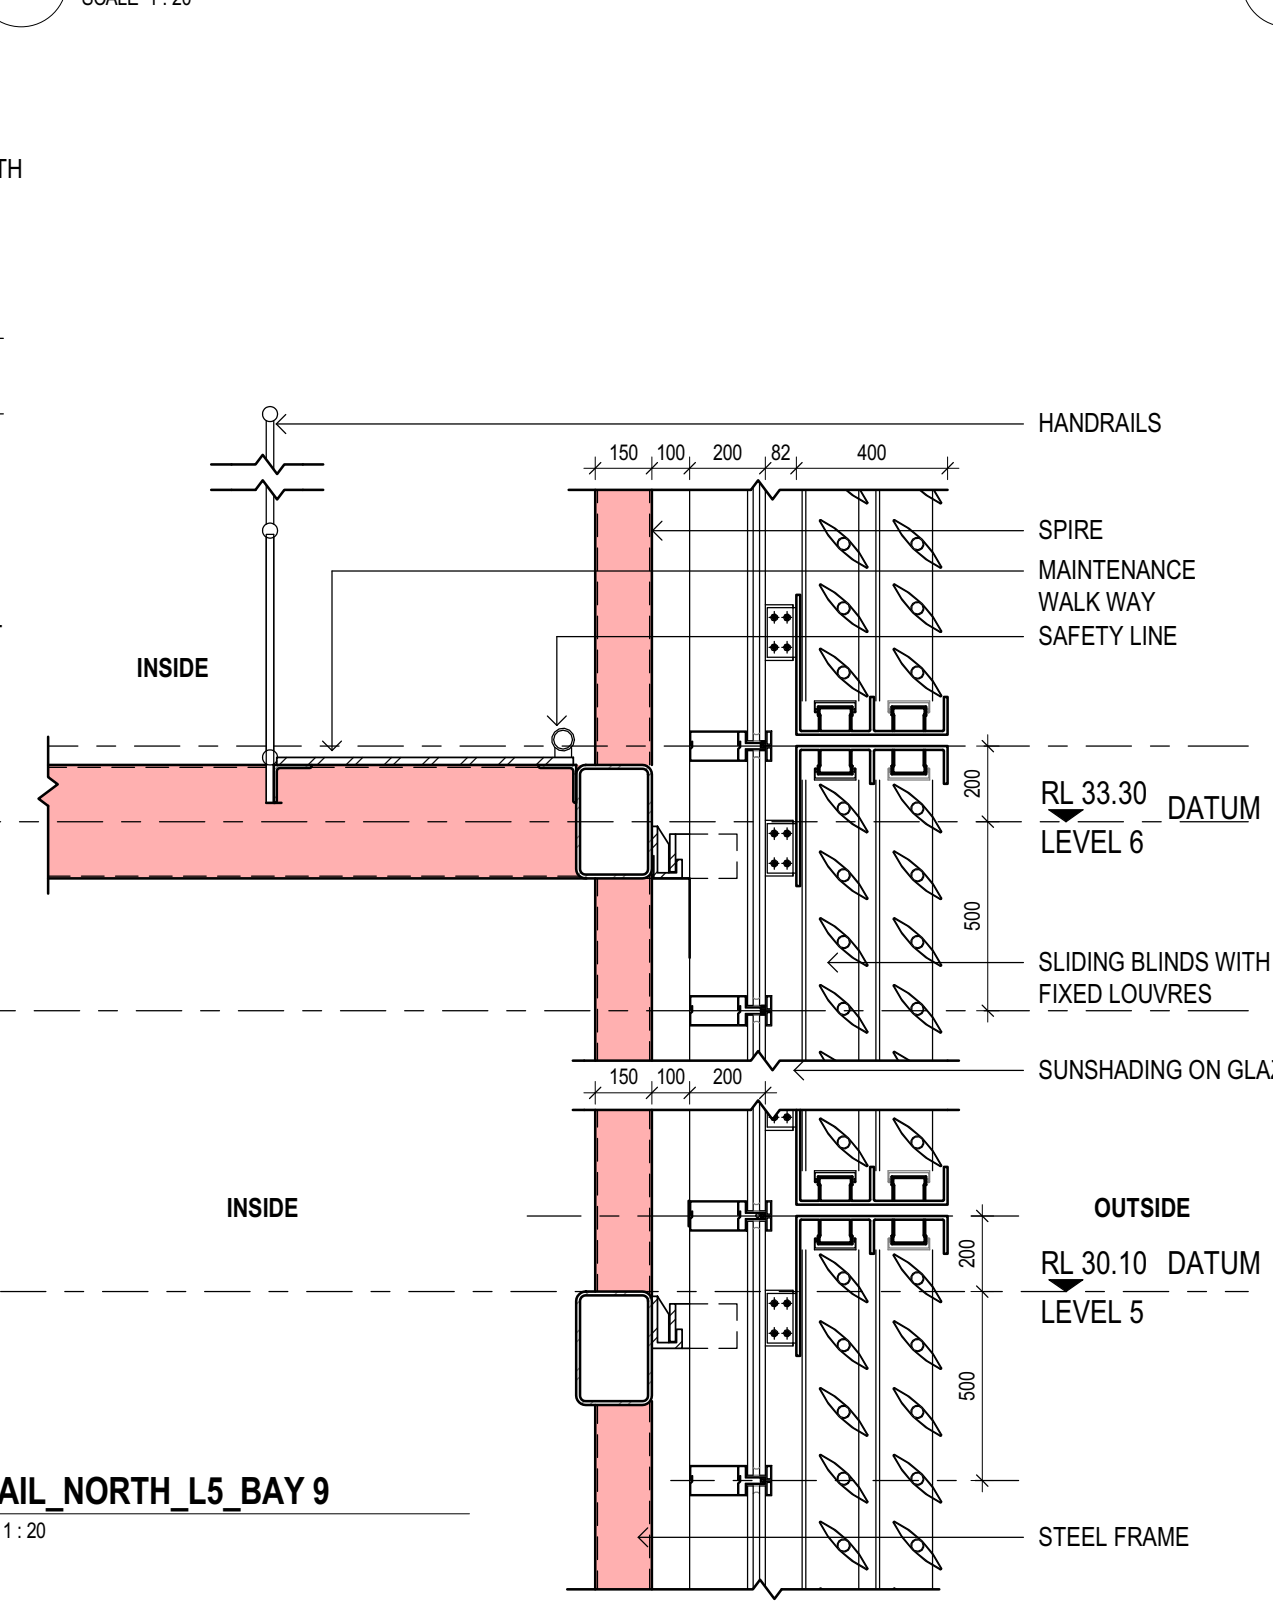 SCALE 1 : 20
TH
HANDRAILS
150 100 200 82 400
SPIRE
MAINTENANCE
WALK WAY
SAFETY LINE
INSIDE
200
RL 33.30 DATUM
LEVEL 6
500
SLIDING BLINDS WITH
FIXED LOUVRES
SUNSHADING ON GLAZ
150 100 200
INSIDE
OUTSIDE
200
RL 30.10 DATUM
LEVEL 5
500
AIL_NORTH_L5_BAY 9
1 : 20
STEEL FRAME